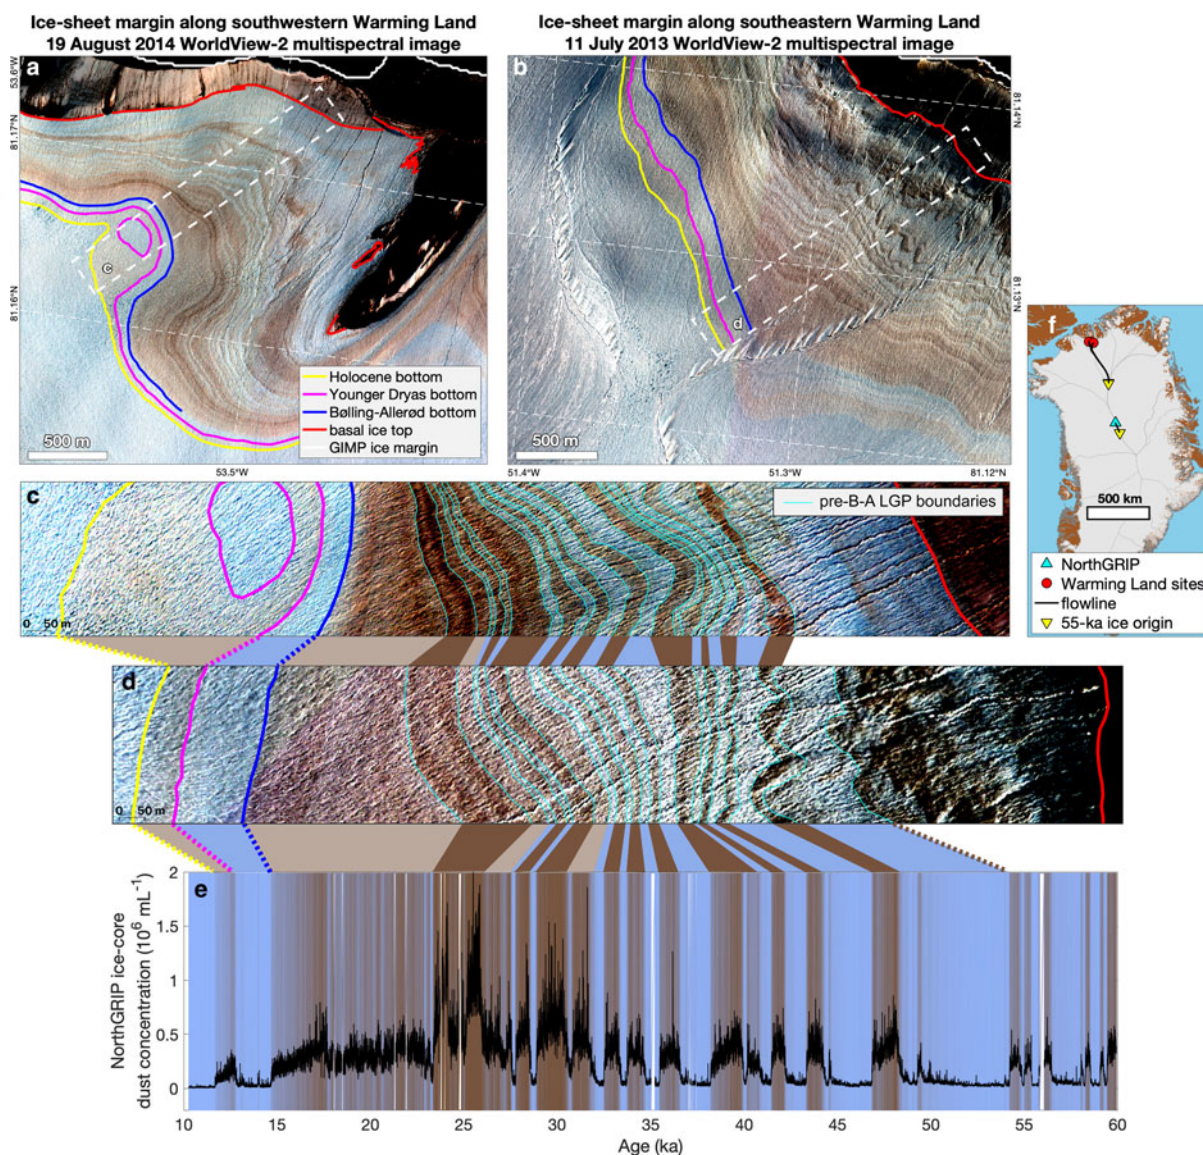 Ice-sheet margin along southwestern Warming Land
19 August 2014 WorldView-2 multispectral image
Ice-sheet margin along southeastern Warming Land
11 July 2013 WorldView-2 multispectral image
a
53.6°W
81.17°N
81.16°N
c
Holocene bottom
Younger Dryas bottom
Bølling-Allerød bottom
basal ice top
GIMP ice margin
500 m
53.5°W
b
81.14°N
81.13°N
d
500 m
51.4°W
51.3°W
81.12°N
f
500 km
NorthGRIP
Warming Land sites
flowline
55-ka ice origin
c
pre-B-A LGP boundaries
0 50 m
d
0 50 m
e
NorthGRIP ice-core
dust concentration (10⁶ mL⁻¹)
2
1.5
1
0.5
0
10 15 20 25 30 35 40 45 50 55 60
Age (ka)